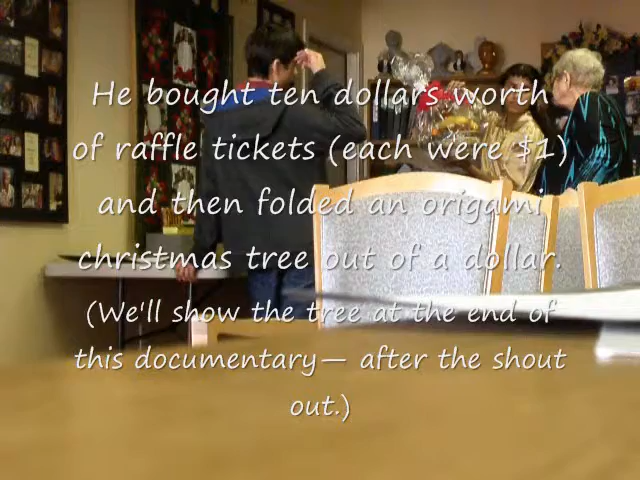 He bought ten dollars worth
of raffle tickets (each were $1)
and then folded an origami
christmas tree out of a dollar.
(We'll show the tree at the end of
this documentary— after the shout
out.)